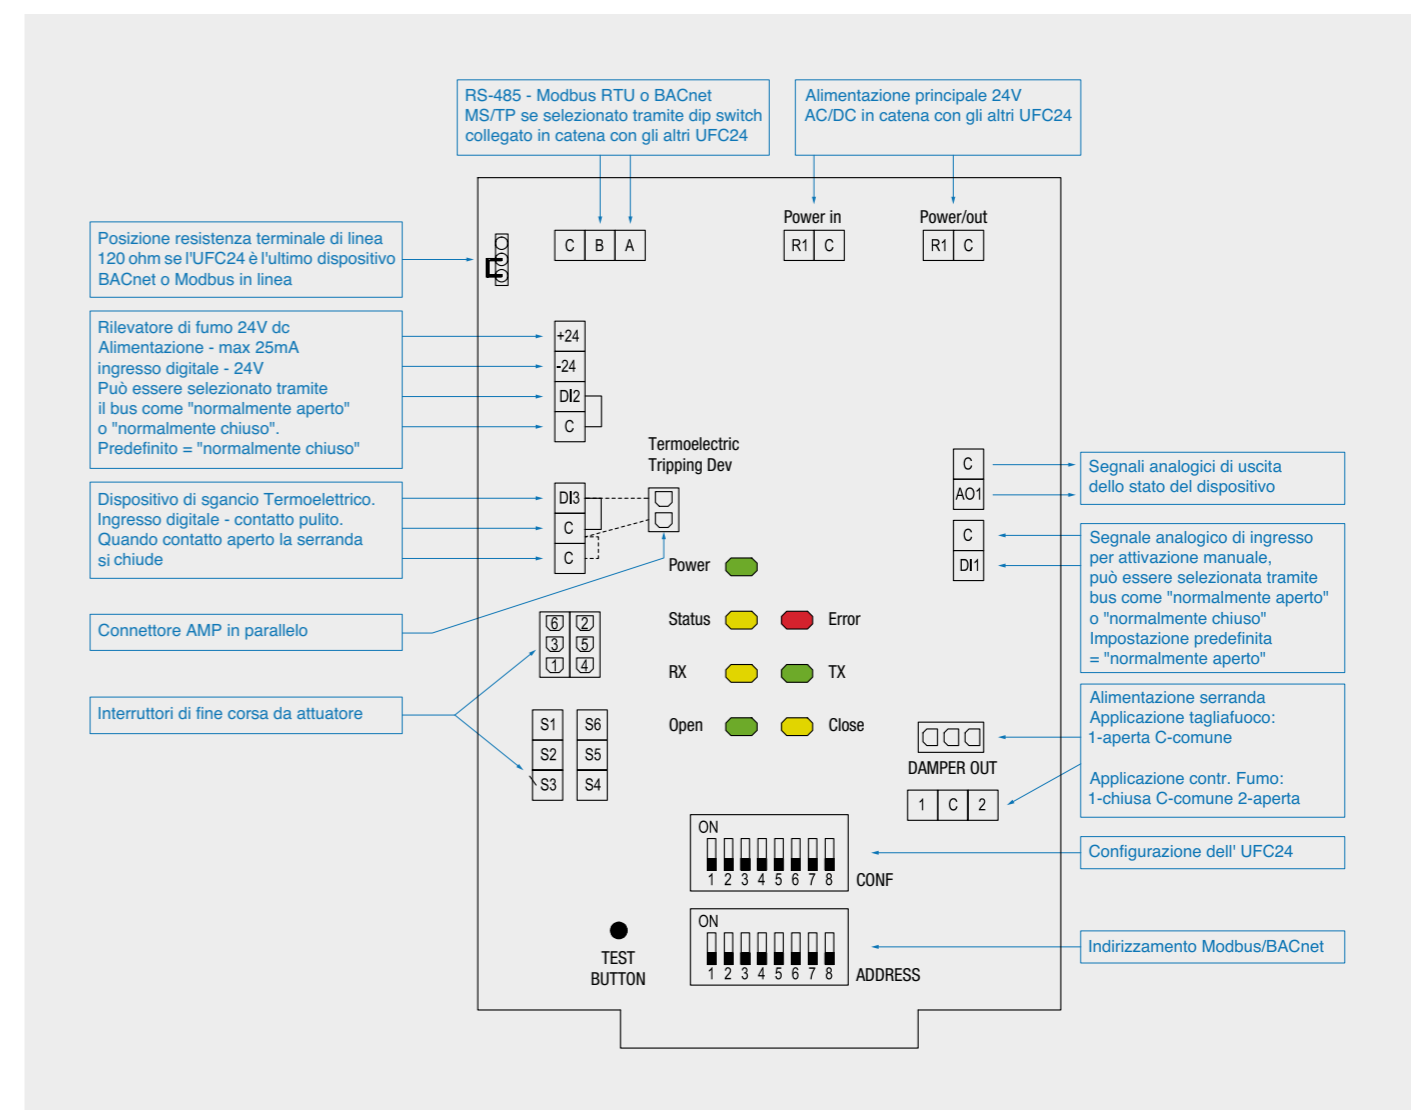 RS-485 - Modbus RTU o BACnet
MS/TP se selezionato tramite dip switch
collegato in catena con gli altri UFC24
Alimentazione principale 24V
AC/DC in catena con gli altri UFC24
Power in
Power/out
C B A
R1 C
R1 C
Posizione resistenza terminale di linea
120 ohm se l'UFC24 è l'ultimo dispositivo
BACnet o Modbus in linea
Rilevatore di fumo 24V dc
Alimentazione - max 25mA
ingresso digitale - 24V
Può essere selezionato tramite
il bus come "normalmente aperto"
o "normalmente chiuso".
Predefinito = "normalmente chiuso"
+24
-24
DI2
C
Termoelectric
Tripping Dev
Dispositivo di sgancio Termoelettrico.
Ingresso digitale - contatto pulito.
Quando contatto aperto la serranda
si chiude
DI3
C
C
C
AO1
Segnali analogici di uscita
dello stato del dispositivo
C
DI1
Segnale analogico di ingresso
per attivazione manuale,
può essere selezionata tramite
bus come "normalmente aperto"
o "normalmente chiuso"
Impostazione predefinita
= "normalmente aperto"
Connettore AMP in parallelo
Power
Status
Error
RX
TX
Open
Close
6 2
3 5
1 4
Interruttori di fine corsa da attuatore
S1 S6
S2 S5
S3 S4
DAMPER OUT
1 C 2
Alimentazione serranda
Applicazione tagliafuoco:
1-aperta C-comune
Applicazione contr. Fumo:
1-chiusa C-comune 2-aperta
ON
1 2 3 4 5 6 7 8
CONF
Configurazione dell' UFC24
ON
1 2 3 4 5 6 7 8
ADDRESS
Indirizzamento Modbus/BACnet
TEST
BUTTON